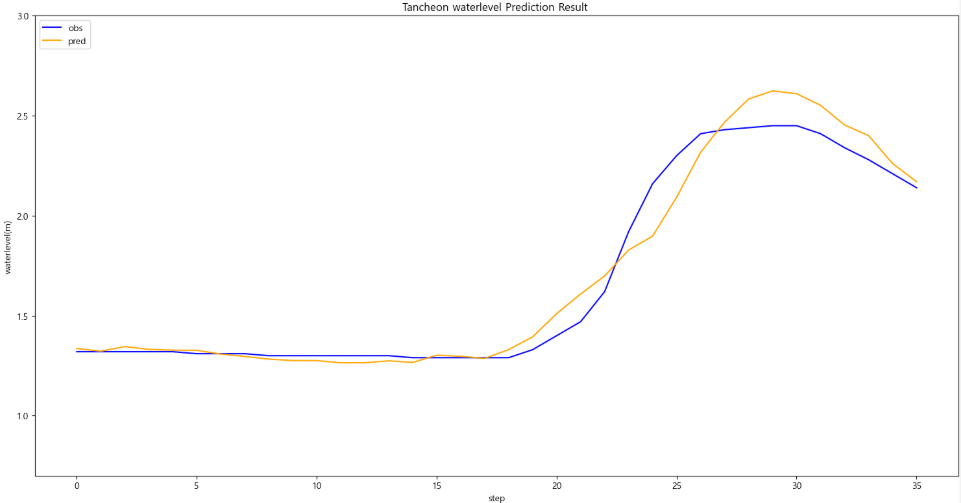 Tancheon waterlevel Prediction Result
obs
pred
3.0
2.5
2.0
1.5
1.0
waterlevel(m)
0 5 10 15 20 25 30 35
step